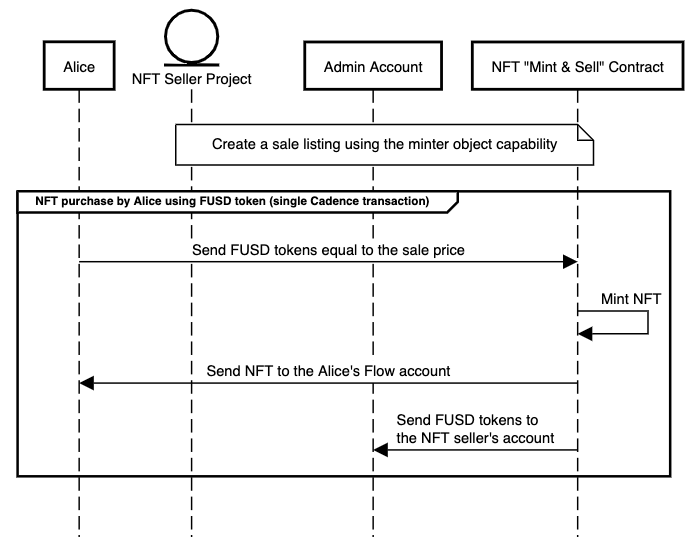 Alice
NFT Seller Project
Admin Account
NFT "Mint & Sell" Contract
Create a sale listing using the minter object capability
NFT purchase by Alice using FUSD token (single Cadence transaction)
Send FUSD tokens equal to the sale price
Mint NFT
Send NFT to the Alice's Flow account
Send FUSD tokens to
the NFT seller's account